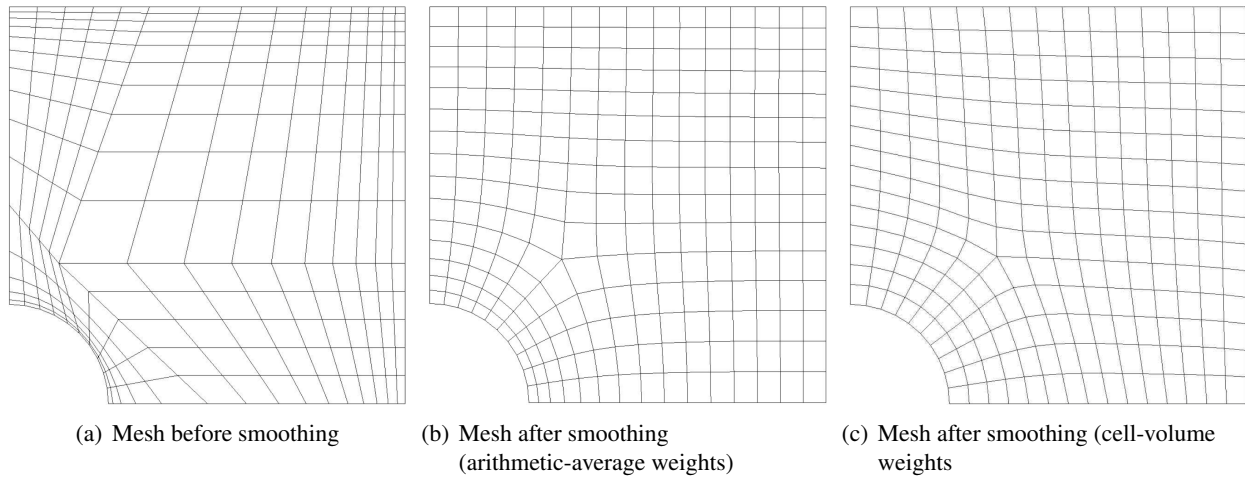 (a) Mesh before smoothing
(b) Mesh after smoothing
(arithmetic-average weights)
(c) Mesh after smoothing (cell-volume
weights